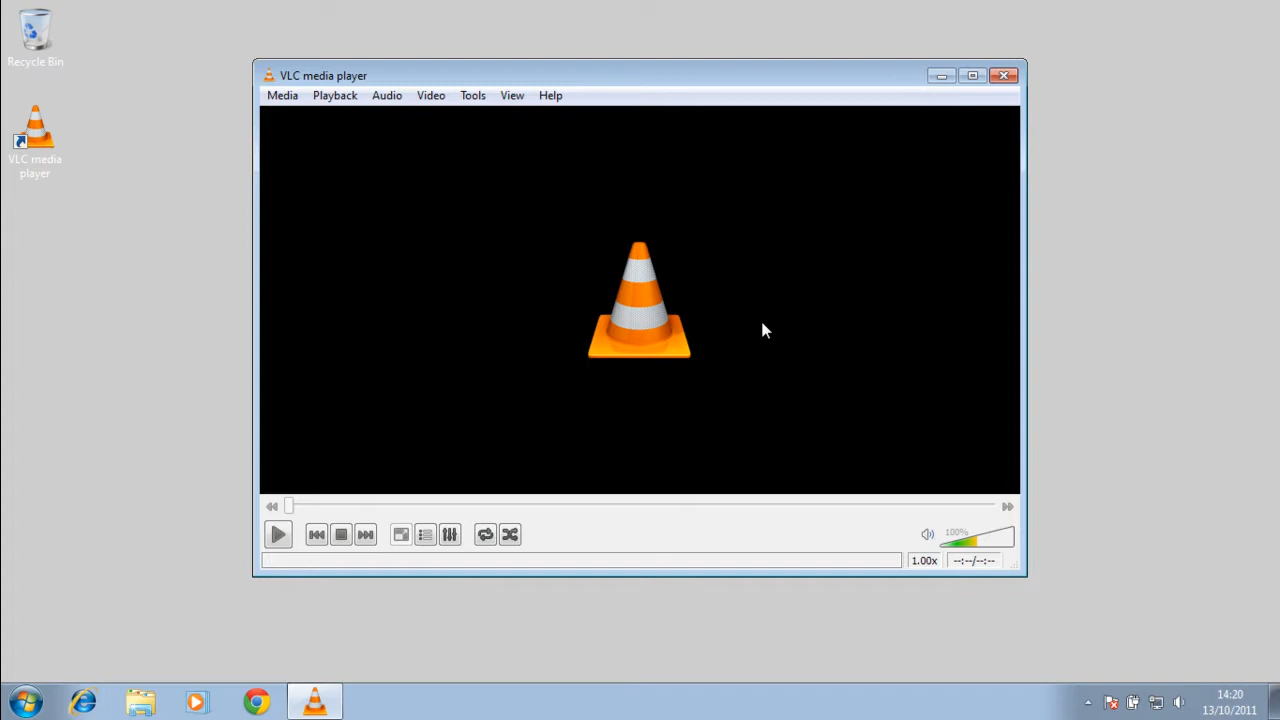 Recycle Bin
VLC media
player
VLC media player
Media Playback Audio Video Tools View Help
100%
1.00x --:--/--:--
14:20
13/10/2011